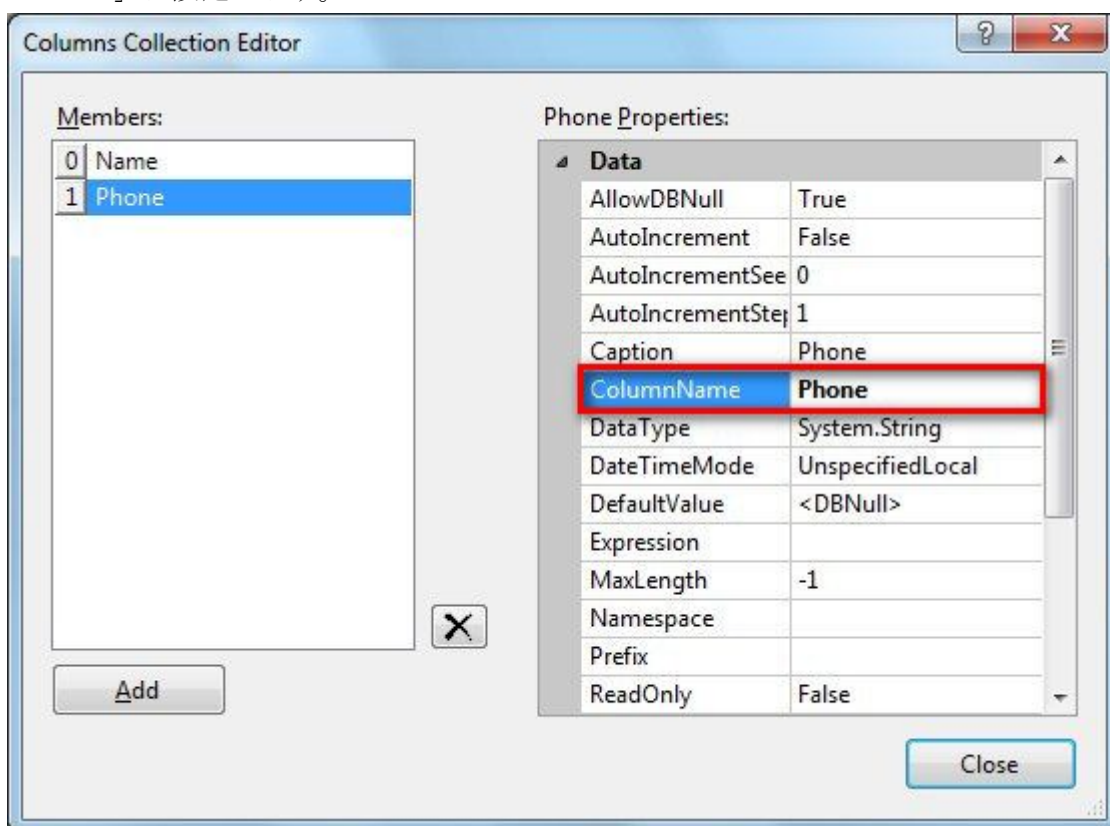 Columns Collection Editor
Members:
0 Name
1 Phone
Add
Phone Properties:
Data
AllowDBNull True
AutoIncrement False
AutoIncrementSee 0
AutoIncrementStep 1
Caption Phone
ColumnName Phone
DataType System.String
DateTimeMode UnspecifiedLocal
DefaultValue <DBNull>
Expression
MaxLength -1
Namespace
Prefix
ReadOnly False
Close